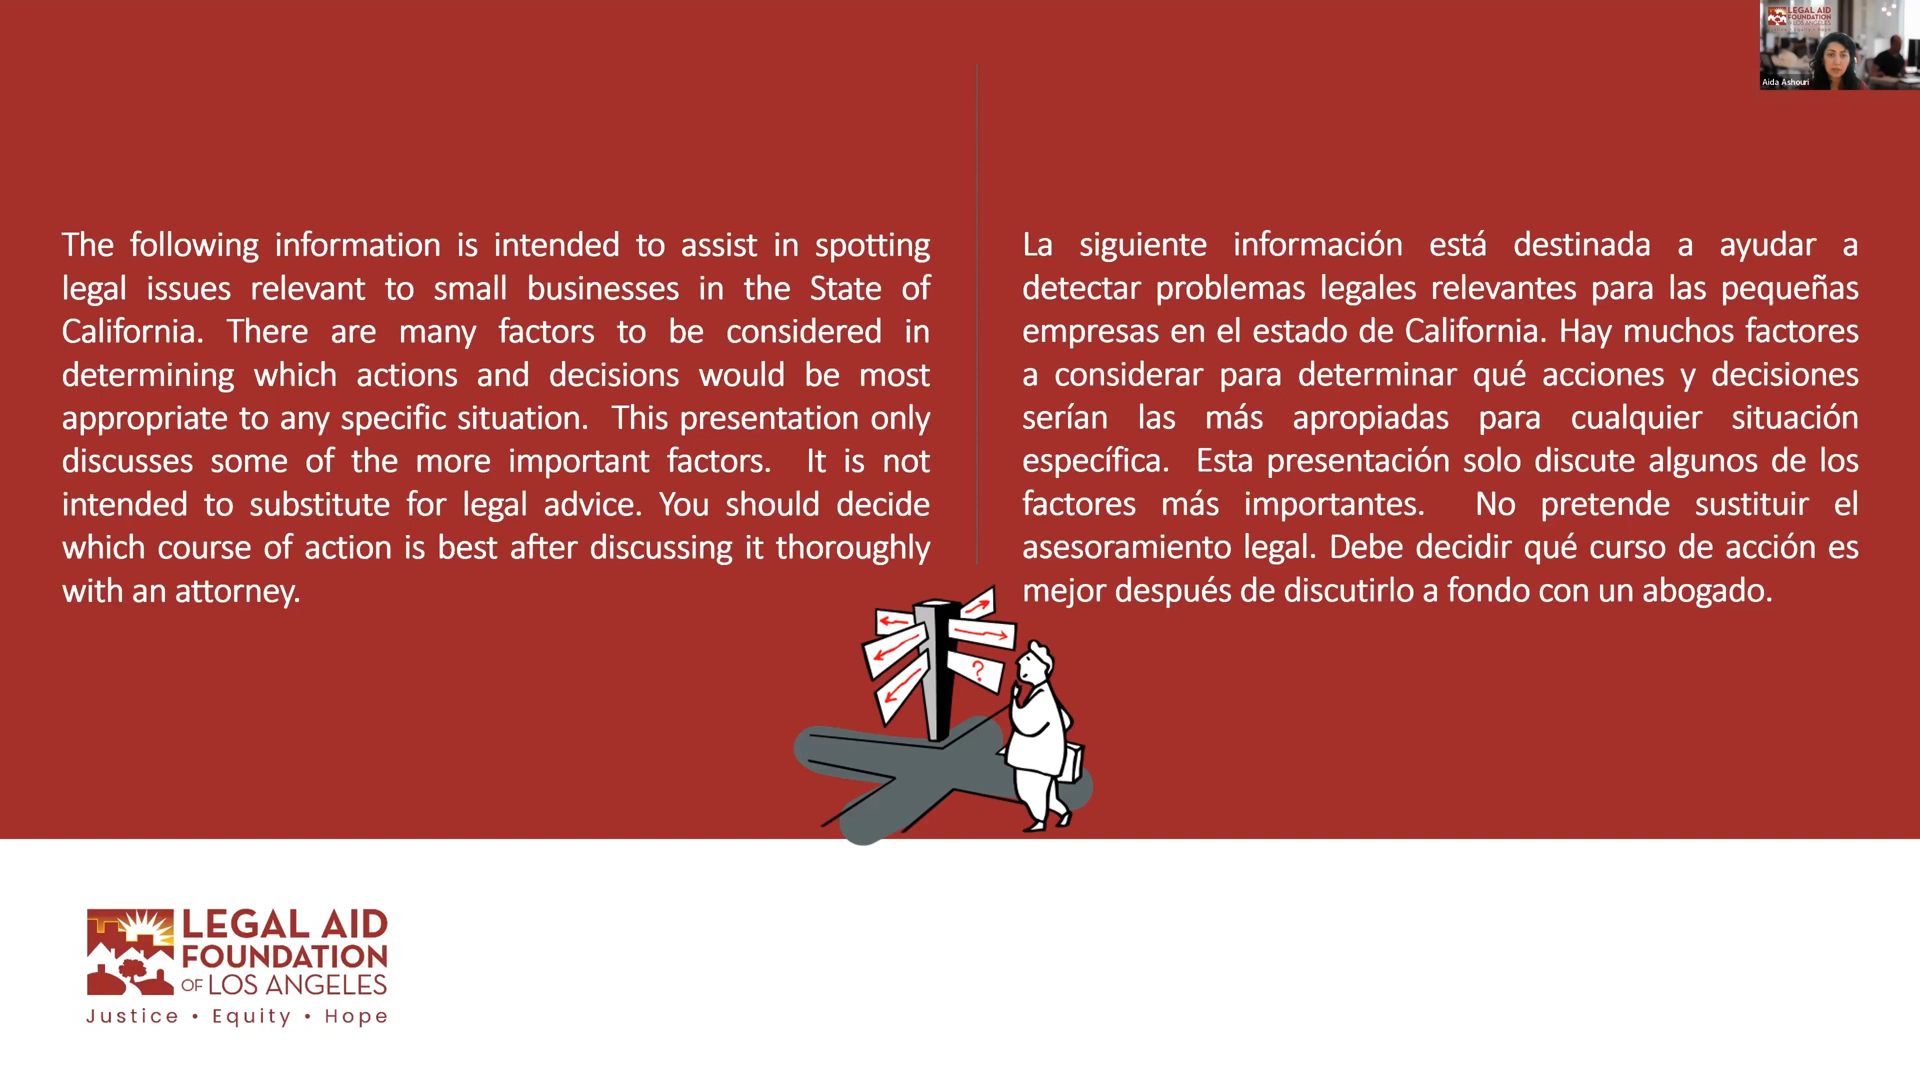 The following information is intended to assist in spotting
legal issues relevant to small businesses in the State of
California. There are many factors to be considered in
determining which actions and decisions would be most
appropriate to any specific situation. This presentation only
discusses some of the more important factors. It is not
intended to substitute for legal advice. You should decide
which course of action is best after discussing it thoroughly
with an attorney.
La siguiente información está destinada a ayudar a
detectar problemas legales relevantes para las pequeñas
empresas en el estado de California. Hay muchos factores
a considerar para determinar qué acciones y decisiones
serían las más apropiadas para cualquier situación
específica. Esta presentación solo discute algunos de los
factores más importantes. No pretende sustituir el
asesoramiento legal. Debe decidir qué curso de acción es
mejor después de discutirlo a fondo con un abogado.
?
LEGAL AID
FOUNDATION
OF LOS ANGELES
Justice • Equity • Hope
LEGAL AID
FOUNDATION
OF LOS ANGELES
Aida Ashouri